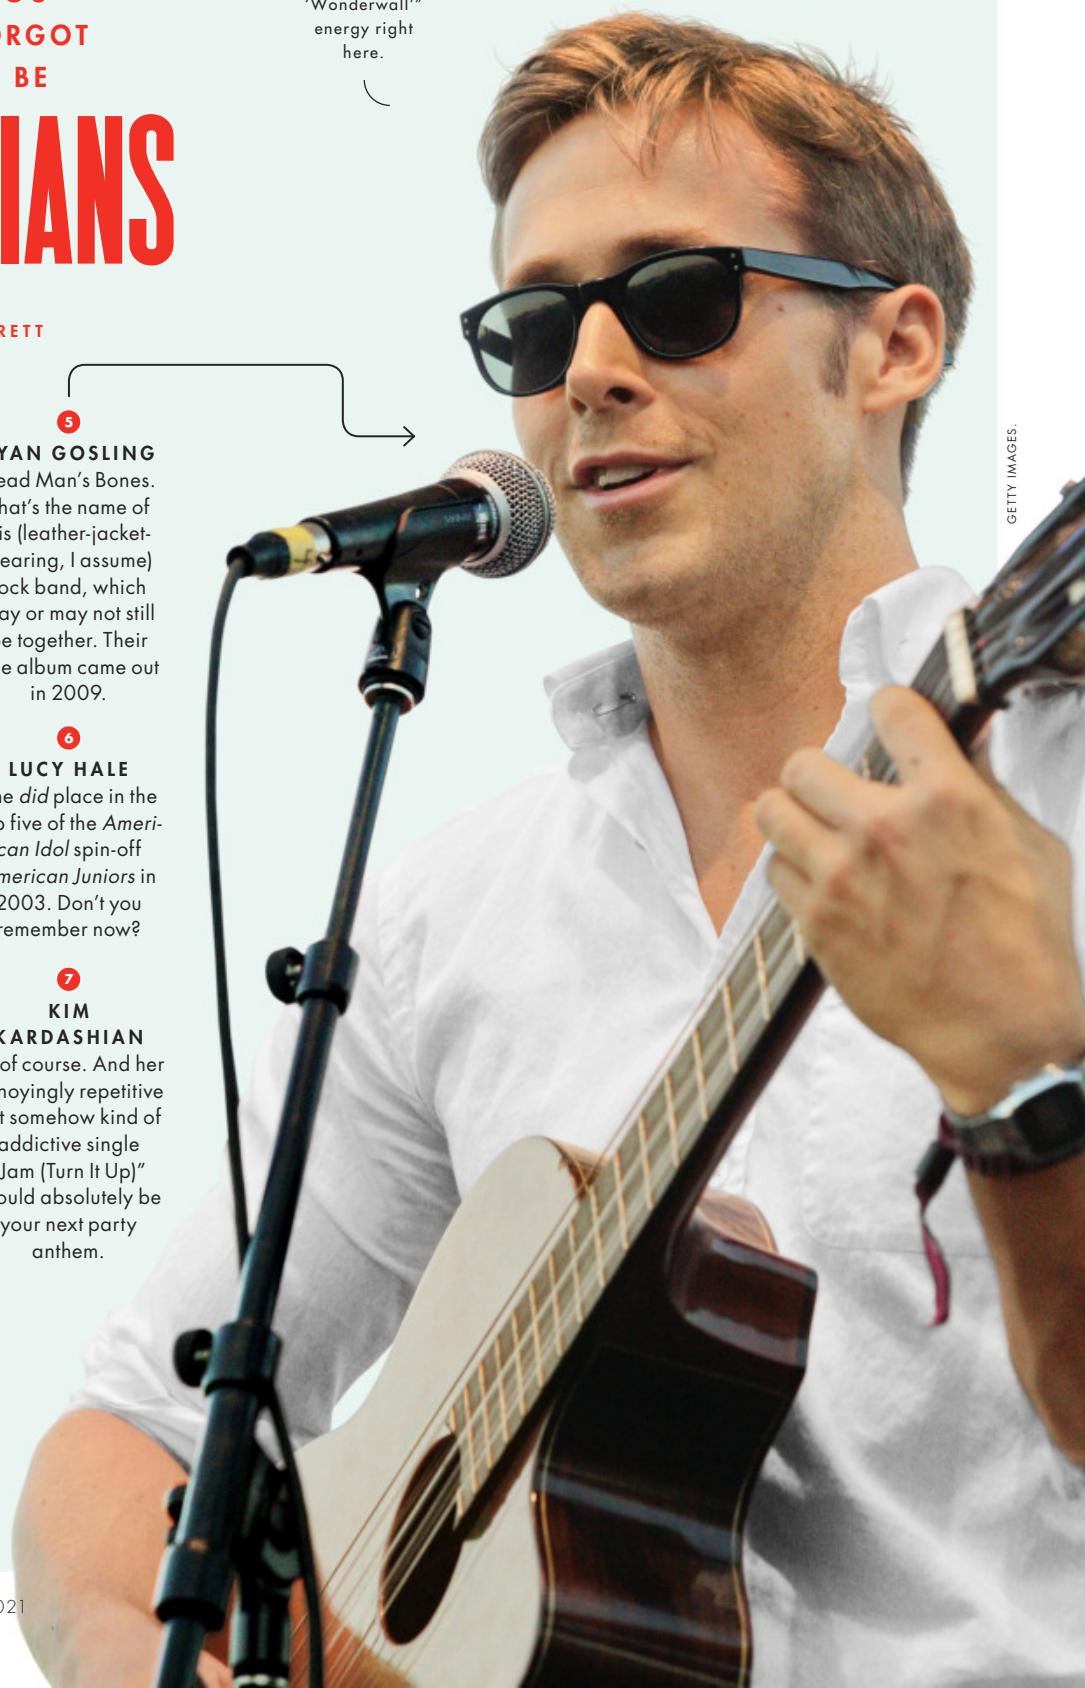 ORGOT
BE
IANS
RETT
'Wonderwall'"
energy right
here.
5
YAN GOSLING
ead Man's Bones.
hat's the name of
is (leather-jacket-
earing, I assume)
ock band, which
ay or may not still
e together. Their
e album came out
in 2009.
6
LUCY HALE
he did place in the
p five of the Ameri-
can Idol spin-off
merican Juniors in
2003. Don't you
remember now?
7
KIM
KARDASHIAN
of course. And her
noyingly repetitive
t somehow kind of
addictive single
Jam (Turn It Up)"
ould absolutely be
your next party
anthem.
GETTY IMAGES.
021